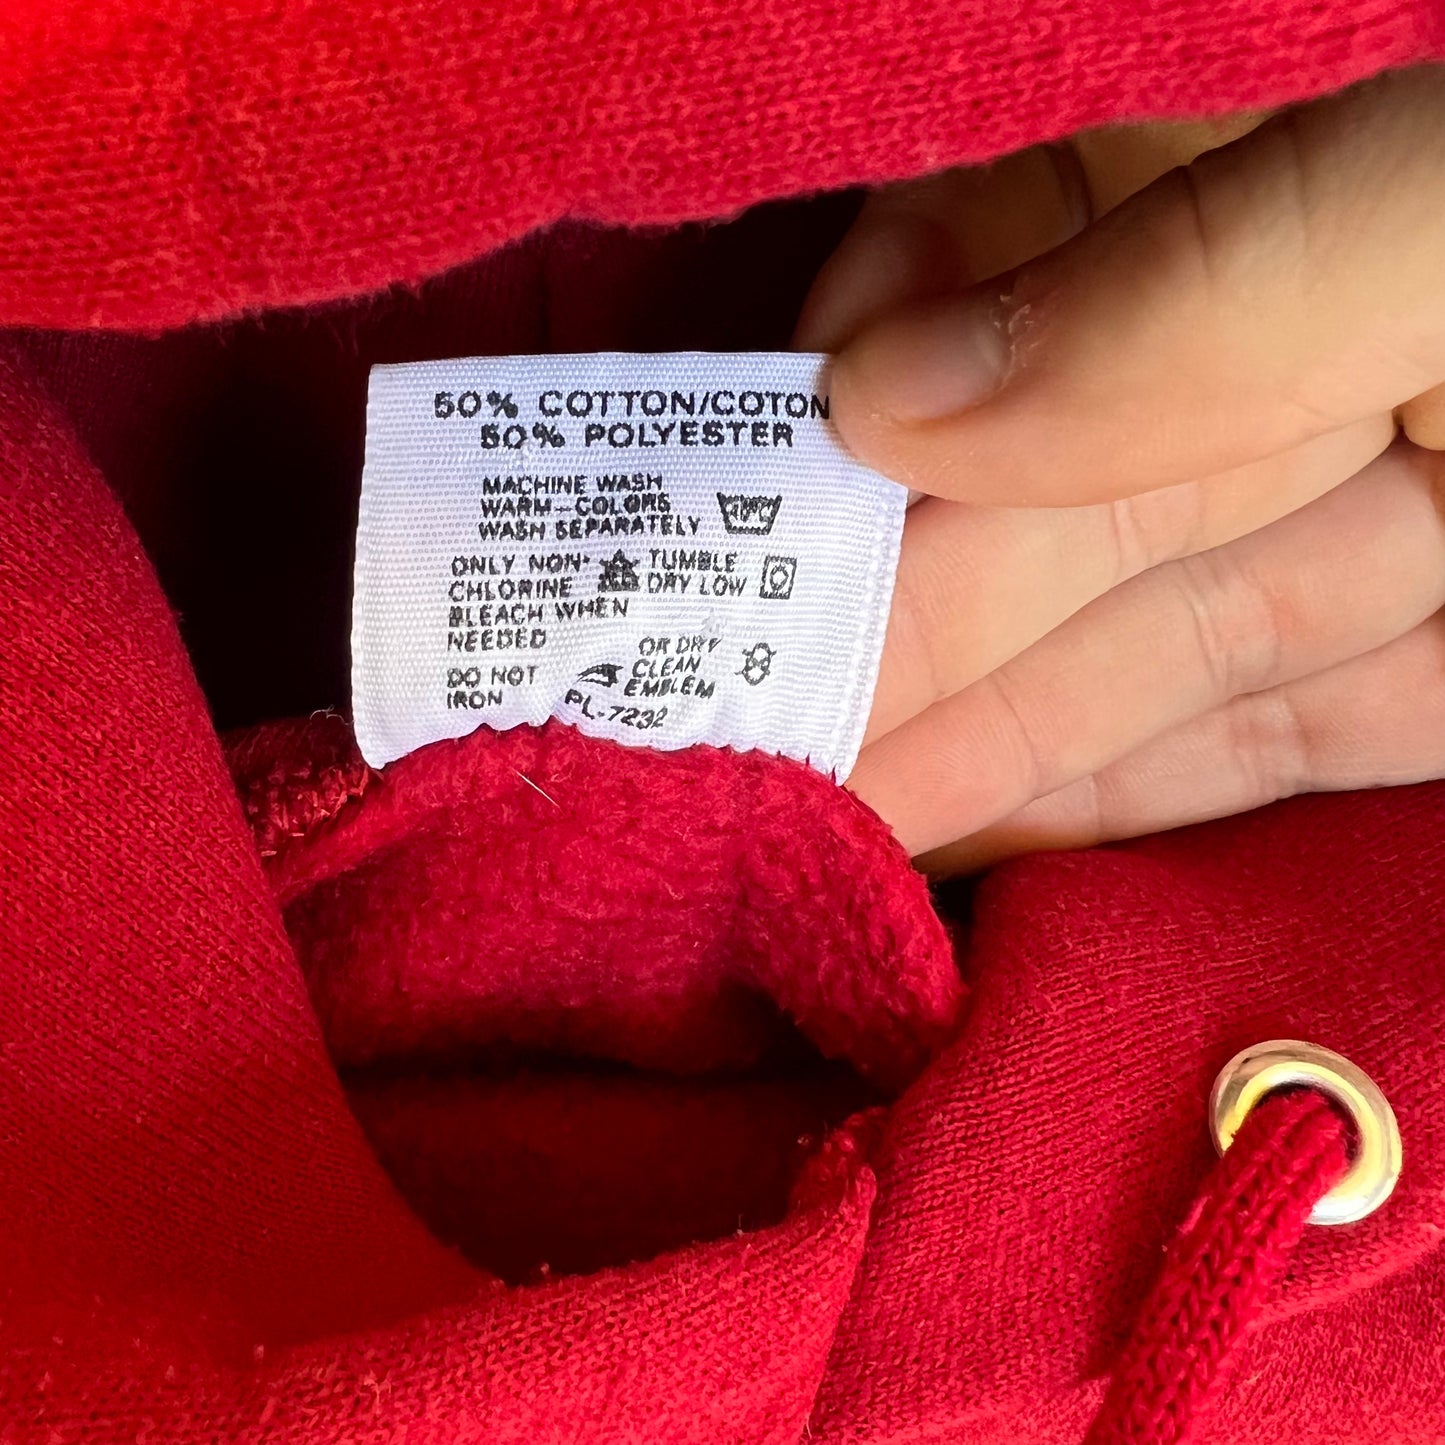 50% COTTON/COTON
50% POLYESTER
MACHINE WASH
WARM-COLORS
WASH SEPARATELY
ONLY NON-
CHLORINE
BLEACH WHEN
NEEDED
TUMBLE
DRY LOW
DO NOT
IRON
OR DRY
CLEAN
EMBLEM
PL-7232